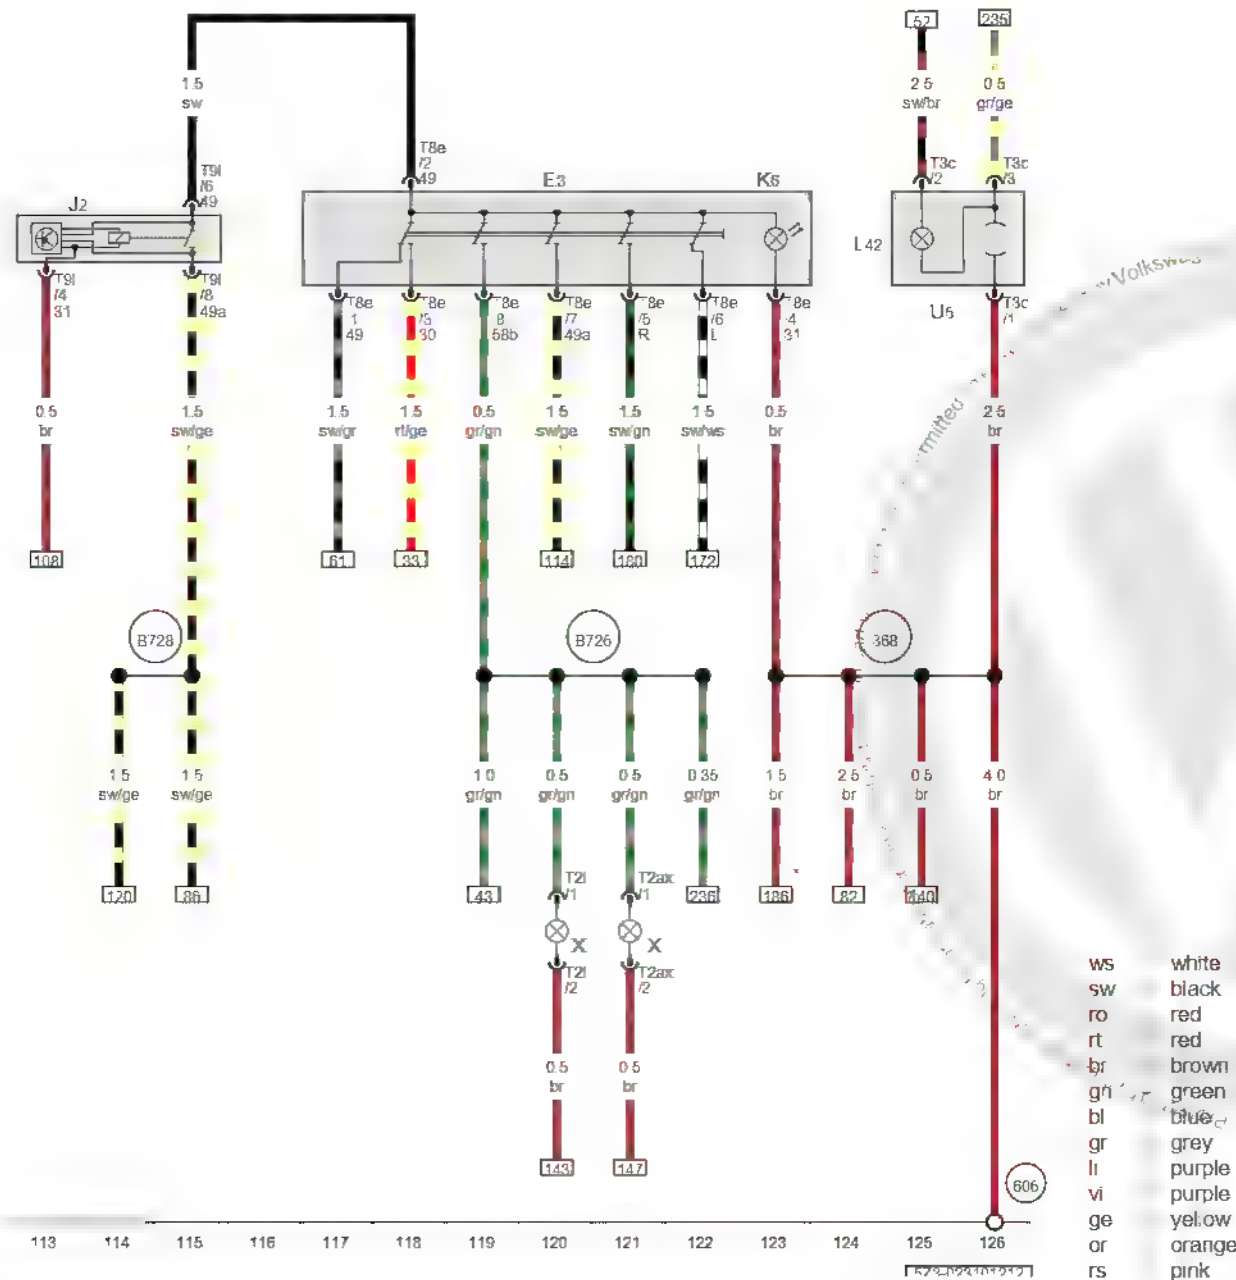 52
235
1.5
sw
2.5
sw/br
0.5
gr/ge
T8e
/2
49
T9l
/6
49
T3c
/2
T3c
/3
J2
E3
K6
L42
U6
T9l
/4
31
T9l
/8
49a
T8e
1
49
T8e
/3
30
T8e
8
58b
T8e
/7
49a
T8e
/5
R
T8e
/6
L
T8e
4
31
T3c
/1
Volkswag
rmitted
0.5
br
1.5
sw/ge
1.5
sw/gr
1.5
rt/ge
0.5
gr/gn
1.5
sw/ge
1.5
sw/gn
1.5
sw/ws
0.5
br
2.5
br
108
61
33
114
180
172
B728
B726
368
1.5
sw/ge
1.5
sw/ge
1.0
gr/gn
0.5
gr/gn
0.5
gr/gn
0.35
gr/gn
1.5
br
2.5
br
0.5
br
4.0
br
120
86
43
236
186
82
140
T2l
/1
T2ax
/1
X
X
T2l
/2
T2ax
/2
0.5
br
0.5
br
143
147
606
ws white
sw black
ro red
rt red
br brown
gn green
bl blue
gr grey
li purple
vi purple
ge yellow
or orange
rs pink
113 114 115 116 117 118 119 120 121 122 123 124 125 126